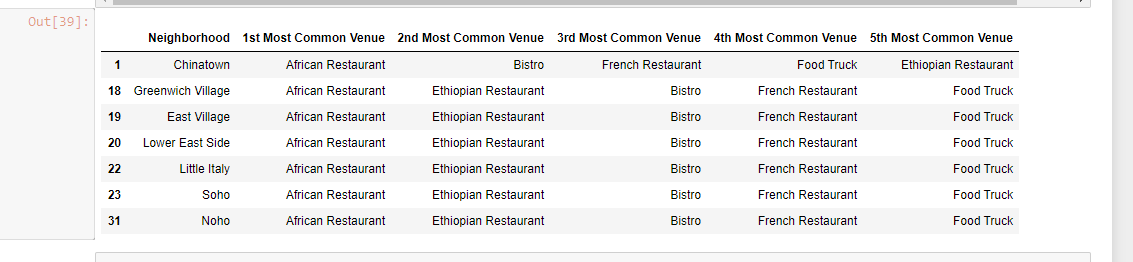 Out[39]:
Neighborhood 1st Most Common Venue 2nd Most Common Venue 3rd Most Common Venue 4th Most Common Venue 5th Most Common Venue
1 Chinatown African Restaurant Bistro French Restaurant Food Truck Ethiopian Restaurant
18 Greenwich Village African Restaurant Ethiopian Restaurant Bistro French Restaurant Food Truck
19 East Village African Restaurant Ethiopian Restaurant Bistro French Restaurant Food Truck
20 Lower East Side African Restaurant Ethiopian Restaurant Bistro French Restaurant Food Truck
22 Little Italy African Restaurant Ethiopian Restaurant Bistro French Restaurant Food Truck
23 Soho African Restaurant Ethiopian Restaurant Bistro French Restaurant Food Truck
31 Noho African Restaurant Ethiopian Restaurant Bistro French Restaurant Food Truck